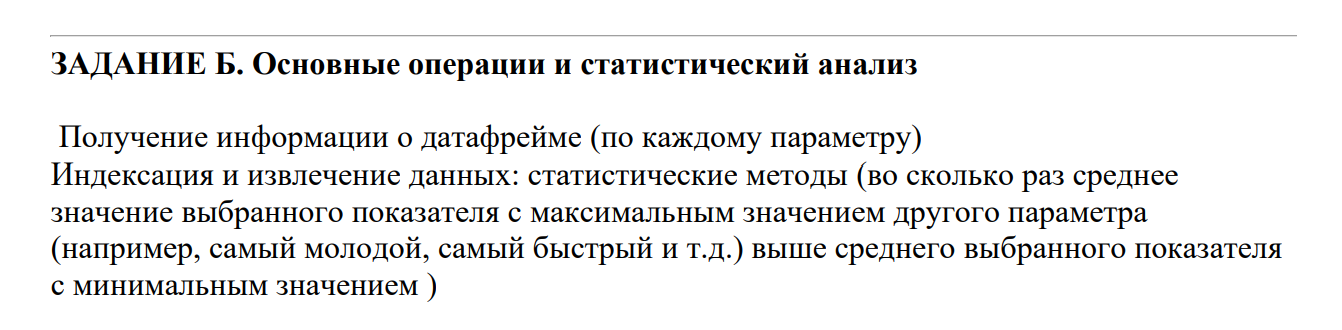 ЗАДАНИЕ Б. Основные операции и статистический анализ
Получение информации о датафрейме (по каждому параметру)
Индексация и извлечение данных: статистические методы (во сколько раз среднее
значение выбранного показателя с максимальным значением другого параметра
(например, самый молодой, самый быстрый и т.д.) выше среднего выбранного показателя
с минимальным значением )